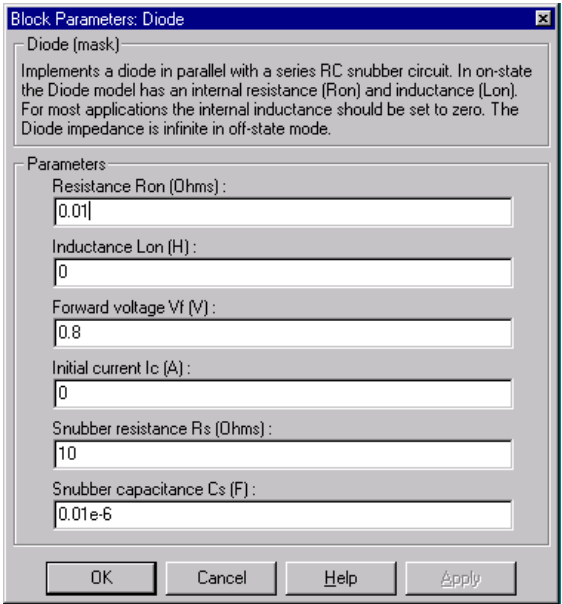 Block Parameters: Diode
Diode (mask)
Implements a diode in parallel with a series RC snubber circuit. In on-state
the Diode model has an internal resistance (Ron) and inductance (Lon).
For most applications the internal inductance should be set to zero. The
Diode impedance is infinite in off-state mode.
Parameters
Resistance Ron (Ohms) :
0.01
Inductance Lon (H) :
0
Forward voltage Vf (V) :
0.8
Initial current Ic (A) :
0
Snubber resistance Rs (Ohms) :
10
Snubber capacitance Cs (F) :
0.01e-6
OK Cancel Help Apply